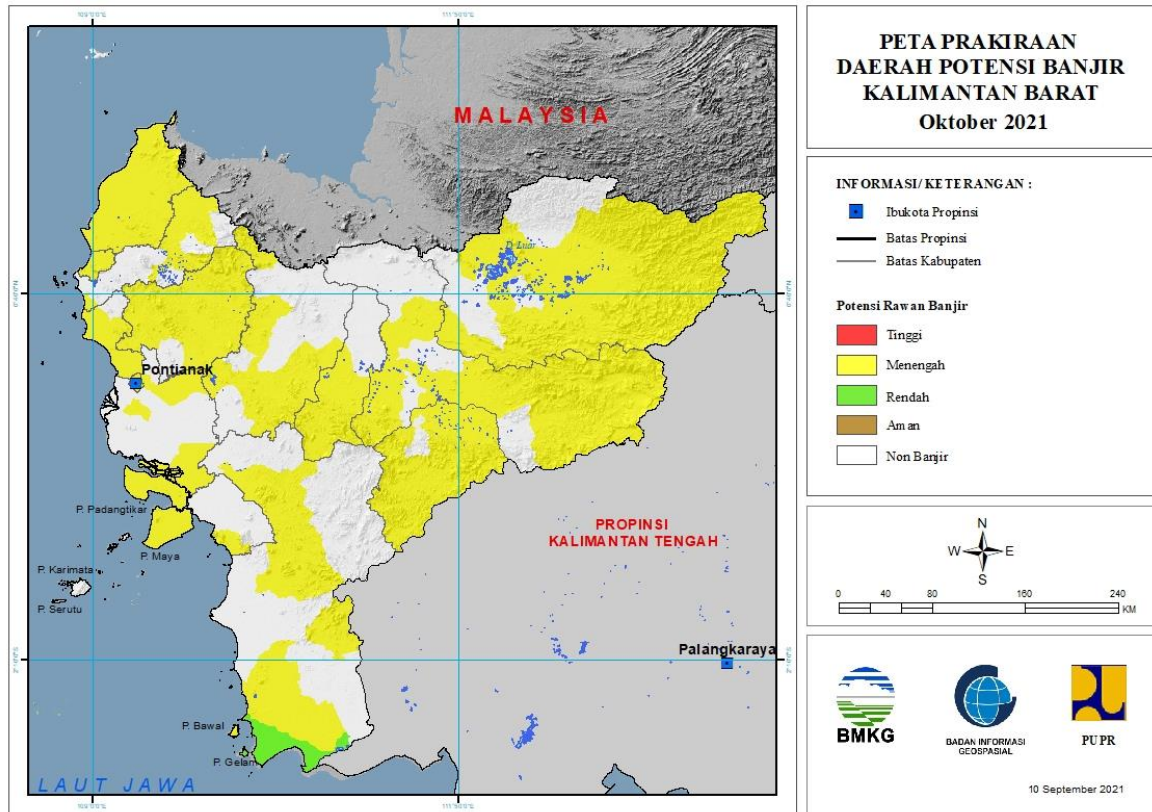 MALAYSIA
D. Luar
Pontianak
P. Padangtikar
P. Maya
P. Karimata
P. Serutu
PROPINSI
KALIMANTAN TENGAH
Palangkaraya
P. Bawal
P. Gelam
LAUT JAWA
PETA PRAKIRAAN
DAERAH POTENSI BANJIR
KALIMANTAN BARAT
Oktober 2021
INFORMASI/ KETERANGAN :
Ibukota Propinsi
Batas Propinsi
Batas Kabupaten
Potensi Rawan Banjir
Tinggi
Menengah
Rendah
Aman
Non Banjir
N
W E
S
0 40 80 160 240
KM
BMKG
BADAN INFORMASI
GEOSPASIAL
PUPR
10 September 2021